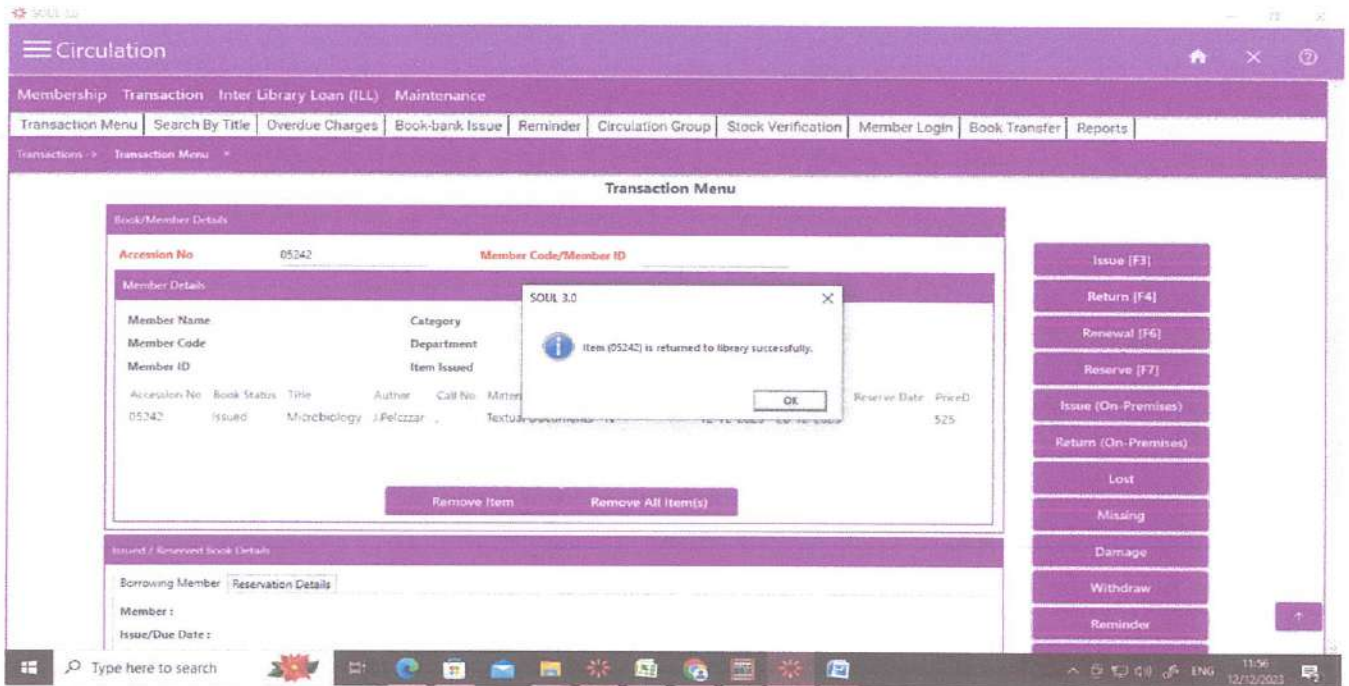 SOUL 3.0
Circulation
Membership Transaction Inter Library Loan (ILL) Maintenance
Transaction Menu Search By Title Overdue Charges Book-bank Issue Reminder Circulation Group Stock Verification Member Login Book Transfer Reports
Transactions -> Transaction Menu
Transaction Menu
Book/Member Details
Accession No 05242 Member Code/Member ID
Member Details
Member Name Category
Member Code Department
Member ID Item Issued
Accession No Book Status Title Author Call No Reserve Date PriceD
05242 Issued Microbiology J.Pelczzar , N 525
SOUL 3.0
Item (05242) is returned to library successfully.
OK
Remove Item Remove All Item(s)
Issued / Reserved Book Details
Borrowing Member Reservation Details
Member :
Issue/Due Date :
Issue [F3]
Return [F4]
Renewal [F6]
Reserve [F7]
Issue (On-Premises)
Return (On-Premises)
Lost
Missing
Damage
Withdraw
Reminder
Type here to search
ENG
11:56
12/12/2023